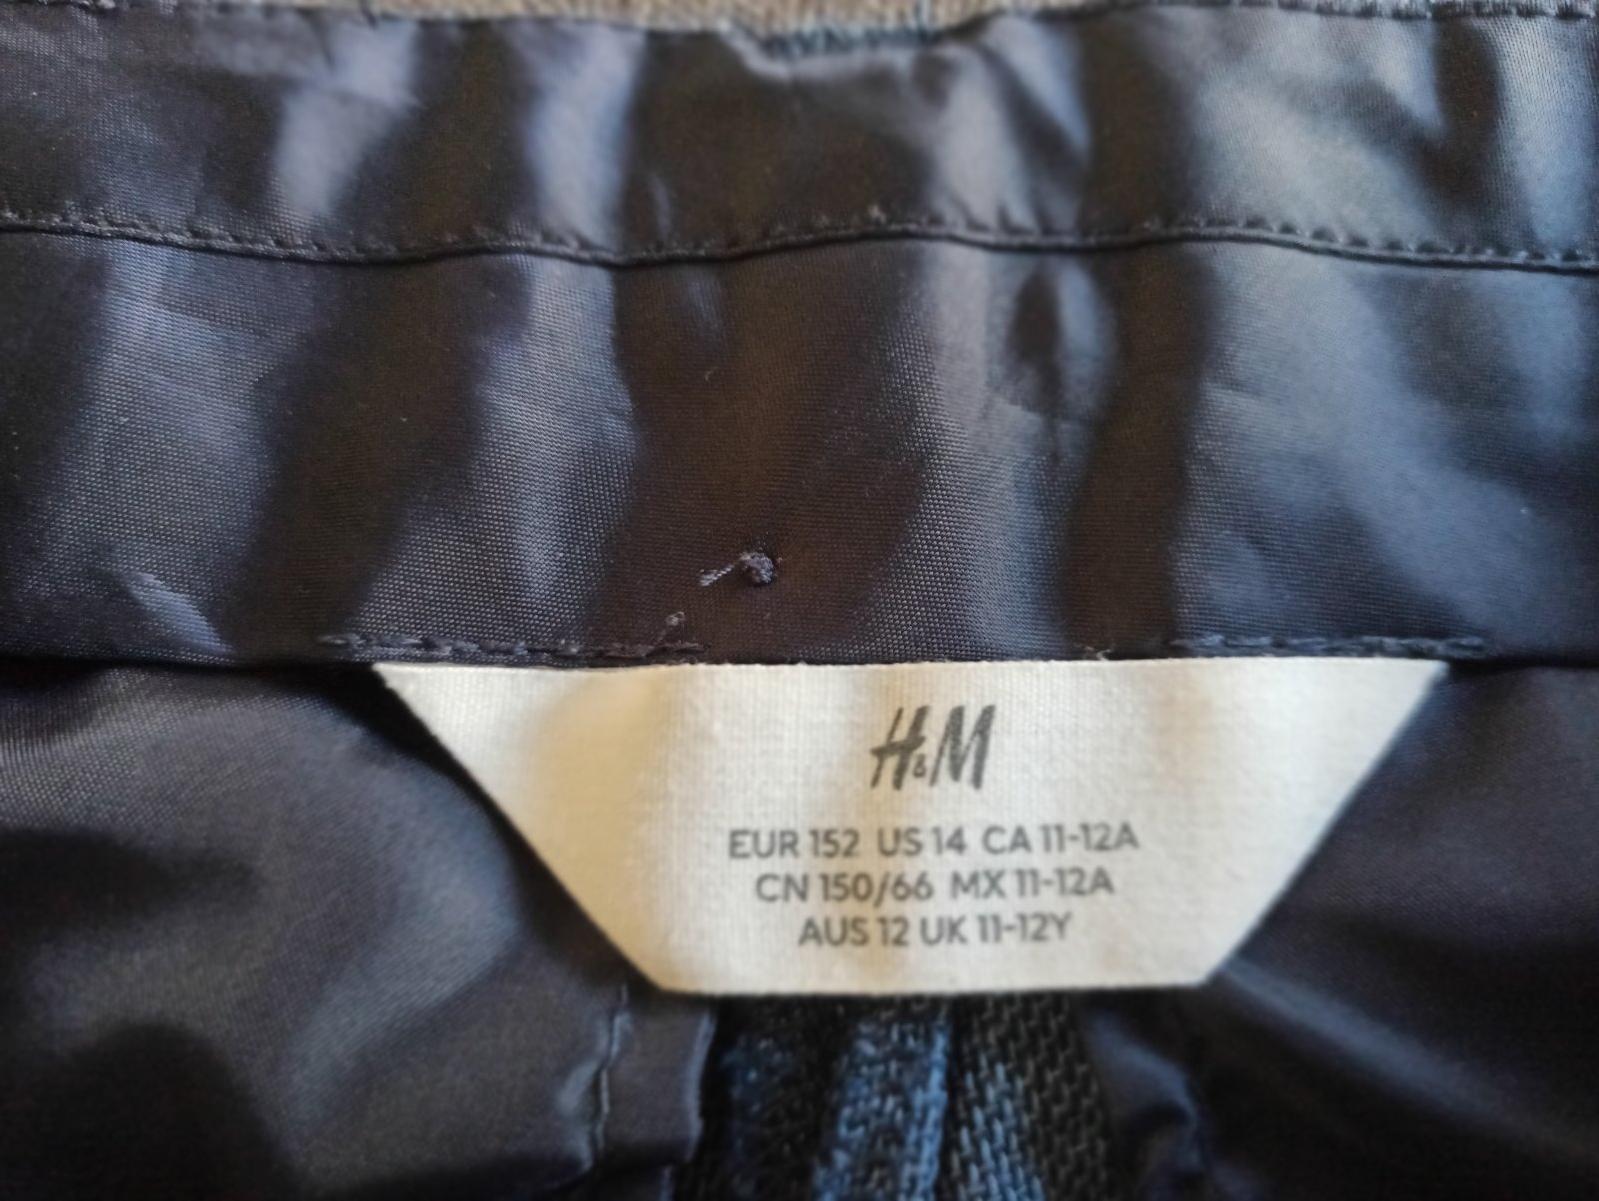 H&M
EUR 152 US 14 CA 11-12A
CN 150/66 MX 11-12A
AUS 12 UK 11-12Y